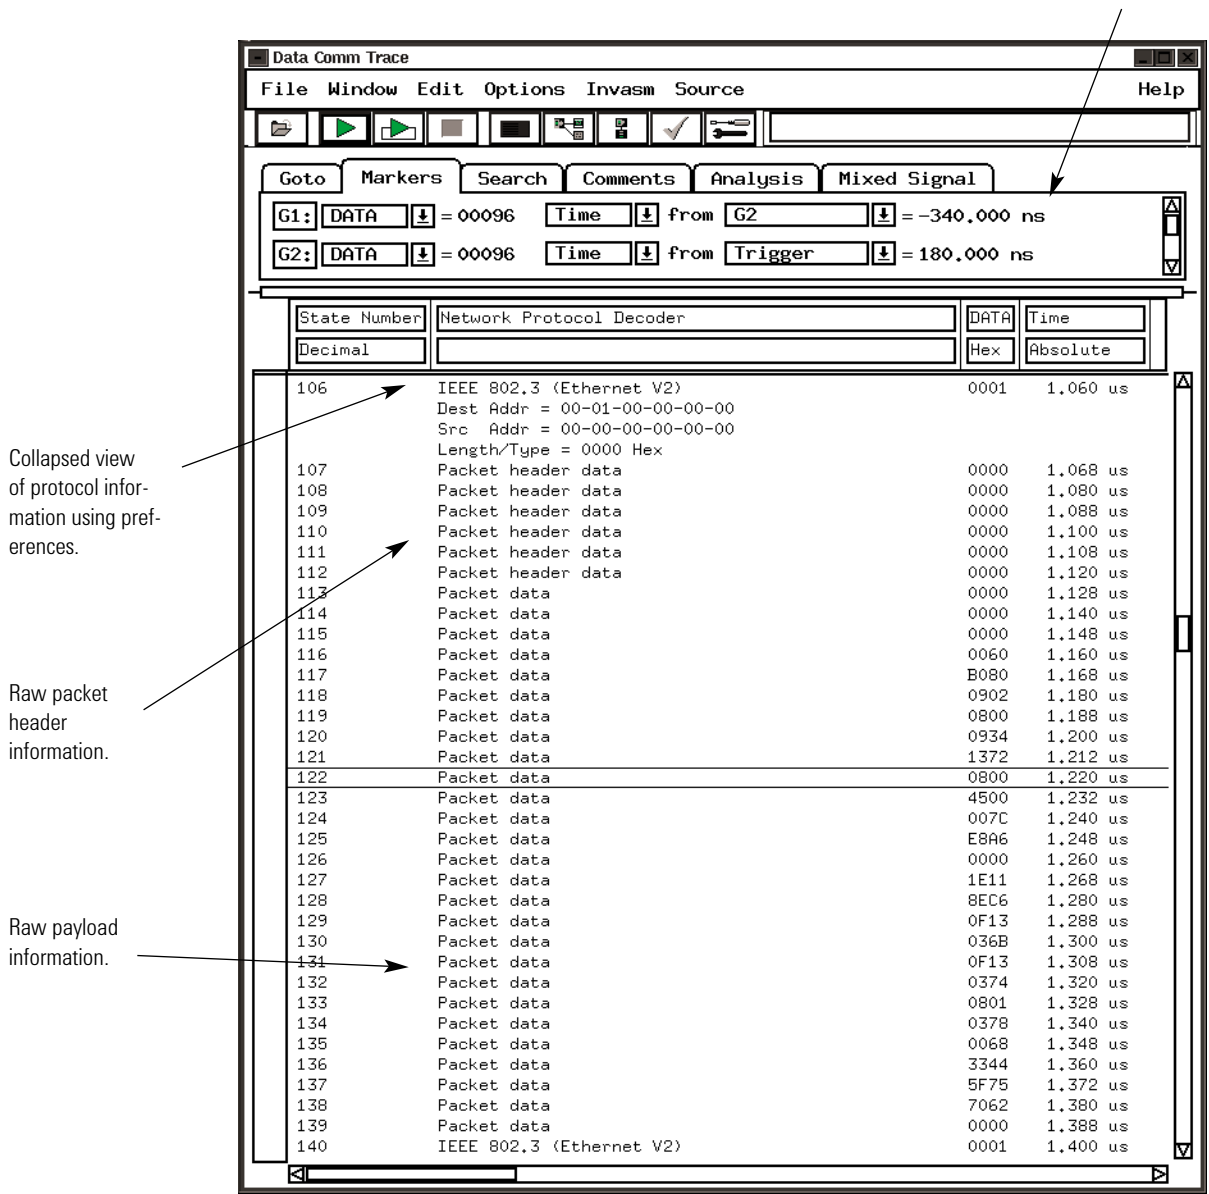 Data Comm Trace
File Window Edit Options Invasm Source Help
Goto Markers Search Comments Analysis Mixed Signal
G1: DATA = 00096 Time from G2 = -340.000 ns
G2: DATA = 00096 Time from Trigger = 180.000 ns
State Number Network Protocol Decoder DATA Time
Decimal Hex Absolute
106 IEEE 802.3 (Ethernet V2) 0001 1.060 us
Dest Addr = 00-01-00-00-00-00
Src Addr = 00-00-00-00-00-00
Length/Type = 0000 Hex
107 Packet header data 0000 1.068 us
108 Packet header data 0000 1.080 us
109 Packet header data 0000 1.088 us
110 Packet header data 0000 1.100 us
111 Packet header data 0000 1.108 us
112 Packet header data 0000 1.120 us
113 Packet data 0000 1.128 us
114 Packet data 0000 1.140 us
115 Packet data 0000 1.148 us
116 Packet data 0060 1.160 us
117 Packet data B080 1.168 us
118 Packet data 0902 1.180 us
119 Packet data 0800 1.188 us
120 Packet data 0934 1.200 us
121 Packet data 1372 1.212 us
122 Packet data 0800 1.220 us
123 Packet data 4500 1.232 us
124 Packet data 007C 1.240 us
125 Packet data E8A6 1.248 us
126 Packet data 0000 1.260 us
127 Packet data 1E11 1.268 us
128 Packet data 8EC6 1.280 us
129 Packet data 0F13 1.288 us
130 Packet data 036B 1.300 us
131 Packet data 0F13 1.308 us
132 Packet data 0374 1.320 us
133 Packet data 0801 1.328 us
134 Packet data 0378 1.340 us
135 Packet data 0068 1.348 us
136 Packet data 3344 1.360 us
137 Packet data 5F75 1.372 us
138 Packet data 7062 1.380 us
139 Packet data 0000 1.388 us
140 IEEE 802.3 (Ethernet V2) 0001 1.400 us
Collapsed view
of protocol infor-
mation using pref-
erences.
Raw packet
header
information.
Raw payload
information.